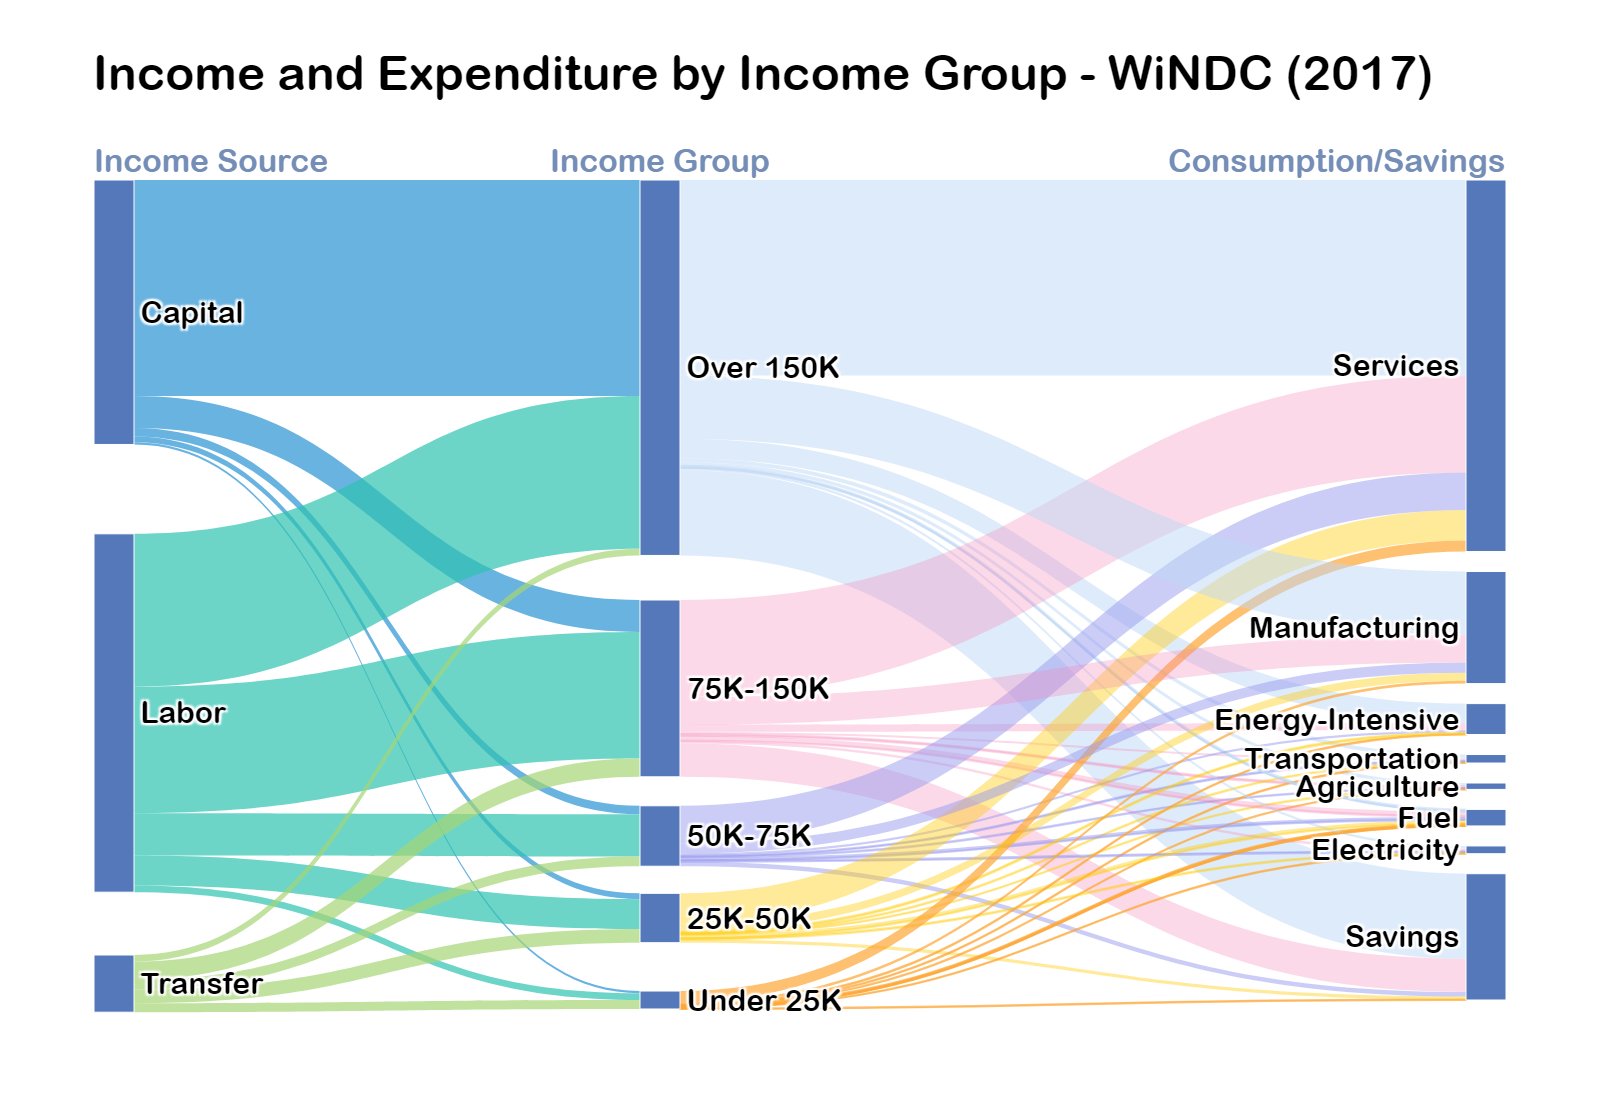 Income and Expenditure by Income Group - WiNDC (2017)
Income Source
Income Group
Consumption/Savings
Capital
Labor
Transfer
Over 150K
75K-150K
50K-75K
25K-50K
Under 25K
Services
Manufacturing
Energy-Intensive
Transportation
Agriculture
Fuel
Electricity
Savings